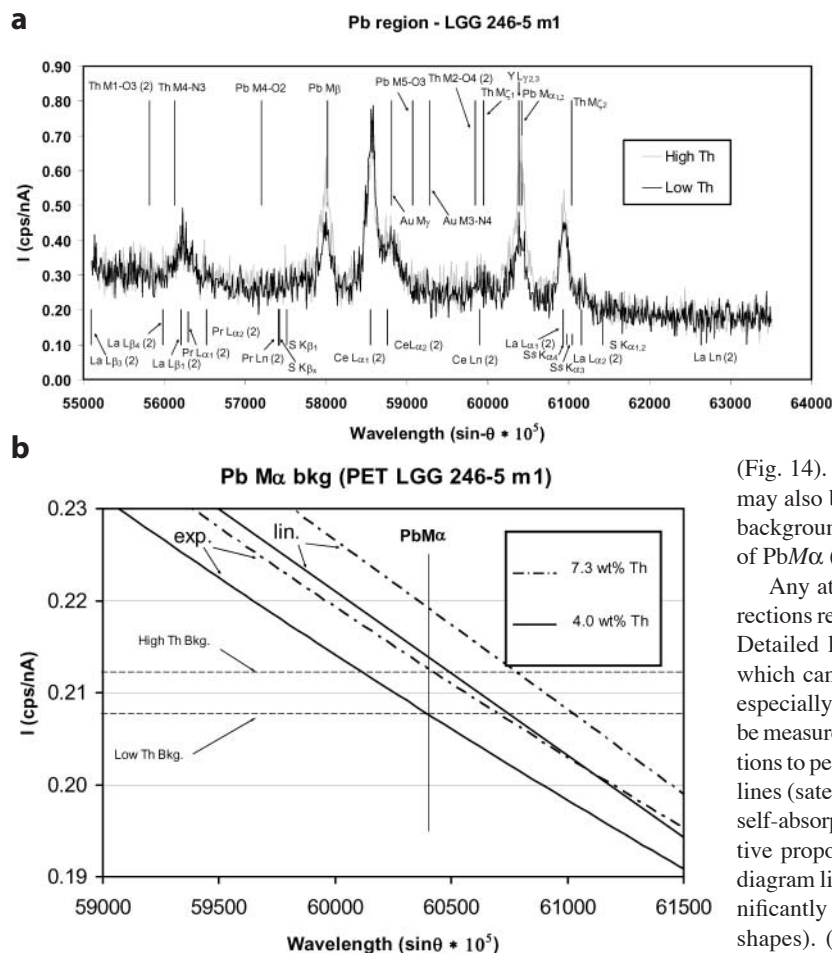 a
Pb region - LGG 246-5 m1
0.90
0.80
0.70
0.60
0.50
0.40
0.30
0.20
0.10
0.00
I (cps/nA)
Th M1-O3 (2)
Th M4-N3
Pb M4-O2
Pb Mβ
Pb M5-O3
Th M2-O4 (2)
Y Lγ2,3
Th Mζ1
Pb Mα1,2
Th Mζ2
High Th
Low Th
Au Mγ
Au M3-N4
La Lβ3 (2)
La Lβ4 (2)
La Lβ1 (2)
Pr Lα1 (2)
Pr Lα2 (2)
Pr Ln (2)
S Kβ1
S Kβx
Ce Lα1 (2)
CeLα2 (2)
Ce Ln (2)
La Lα1 (2)
Ss Kα4
Ss Kα3
La Lα2 (2)
S Kα1,2
La Ln (2)
55000 56000 57000 58000 59000 60000 61000 62000 63000 64000
Wavelength (sin-θ * 10⁵)
b
Pb Mα bkg (PET LGG 246-5 m1)
0.23
0.22
0.21
0.20
0.19
I (cps/nA)
exp.
lin.
PbMα
7.3 wt% Th
4.0 wt% Th
High Th Bkg.
Low Th Bkg.
59000 59500 60000 60500 61000 61500
Wavelength (sinθ * 10⁵)
(Fig. 14).
may also b
background
of PbMα (
Any at
rections re
Detailed I
which can
especially
be measure
tions to pe
lines (sate
self-absorp
tive propo
diagram li
nificantly
shapes). (